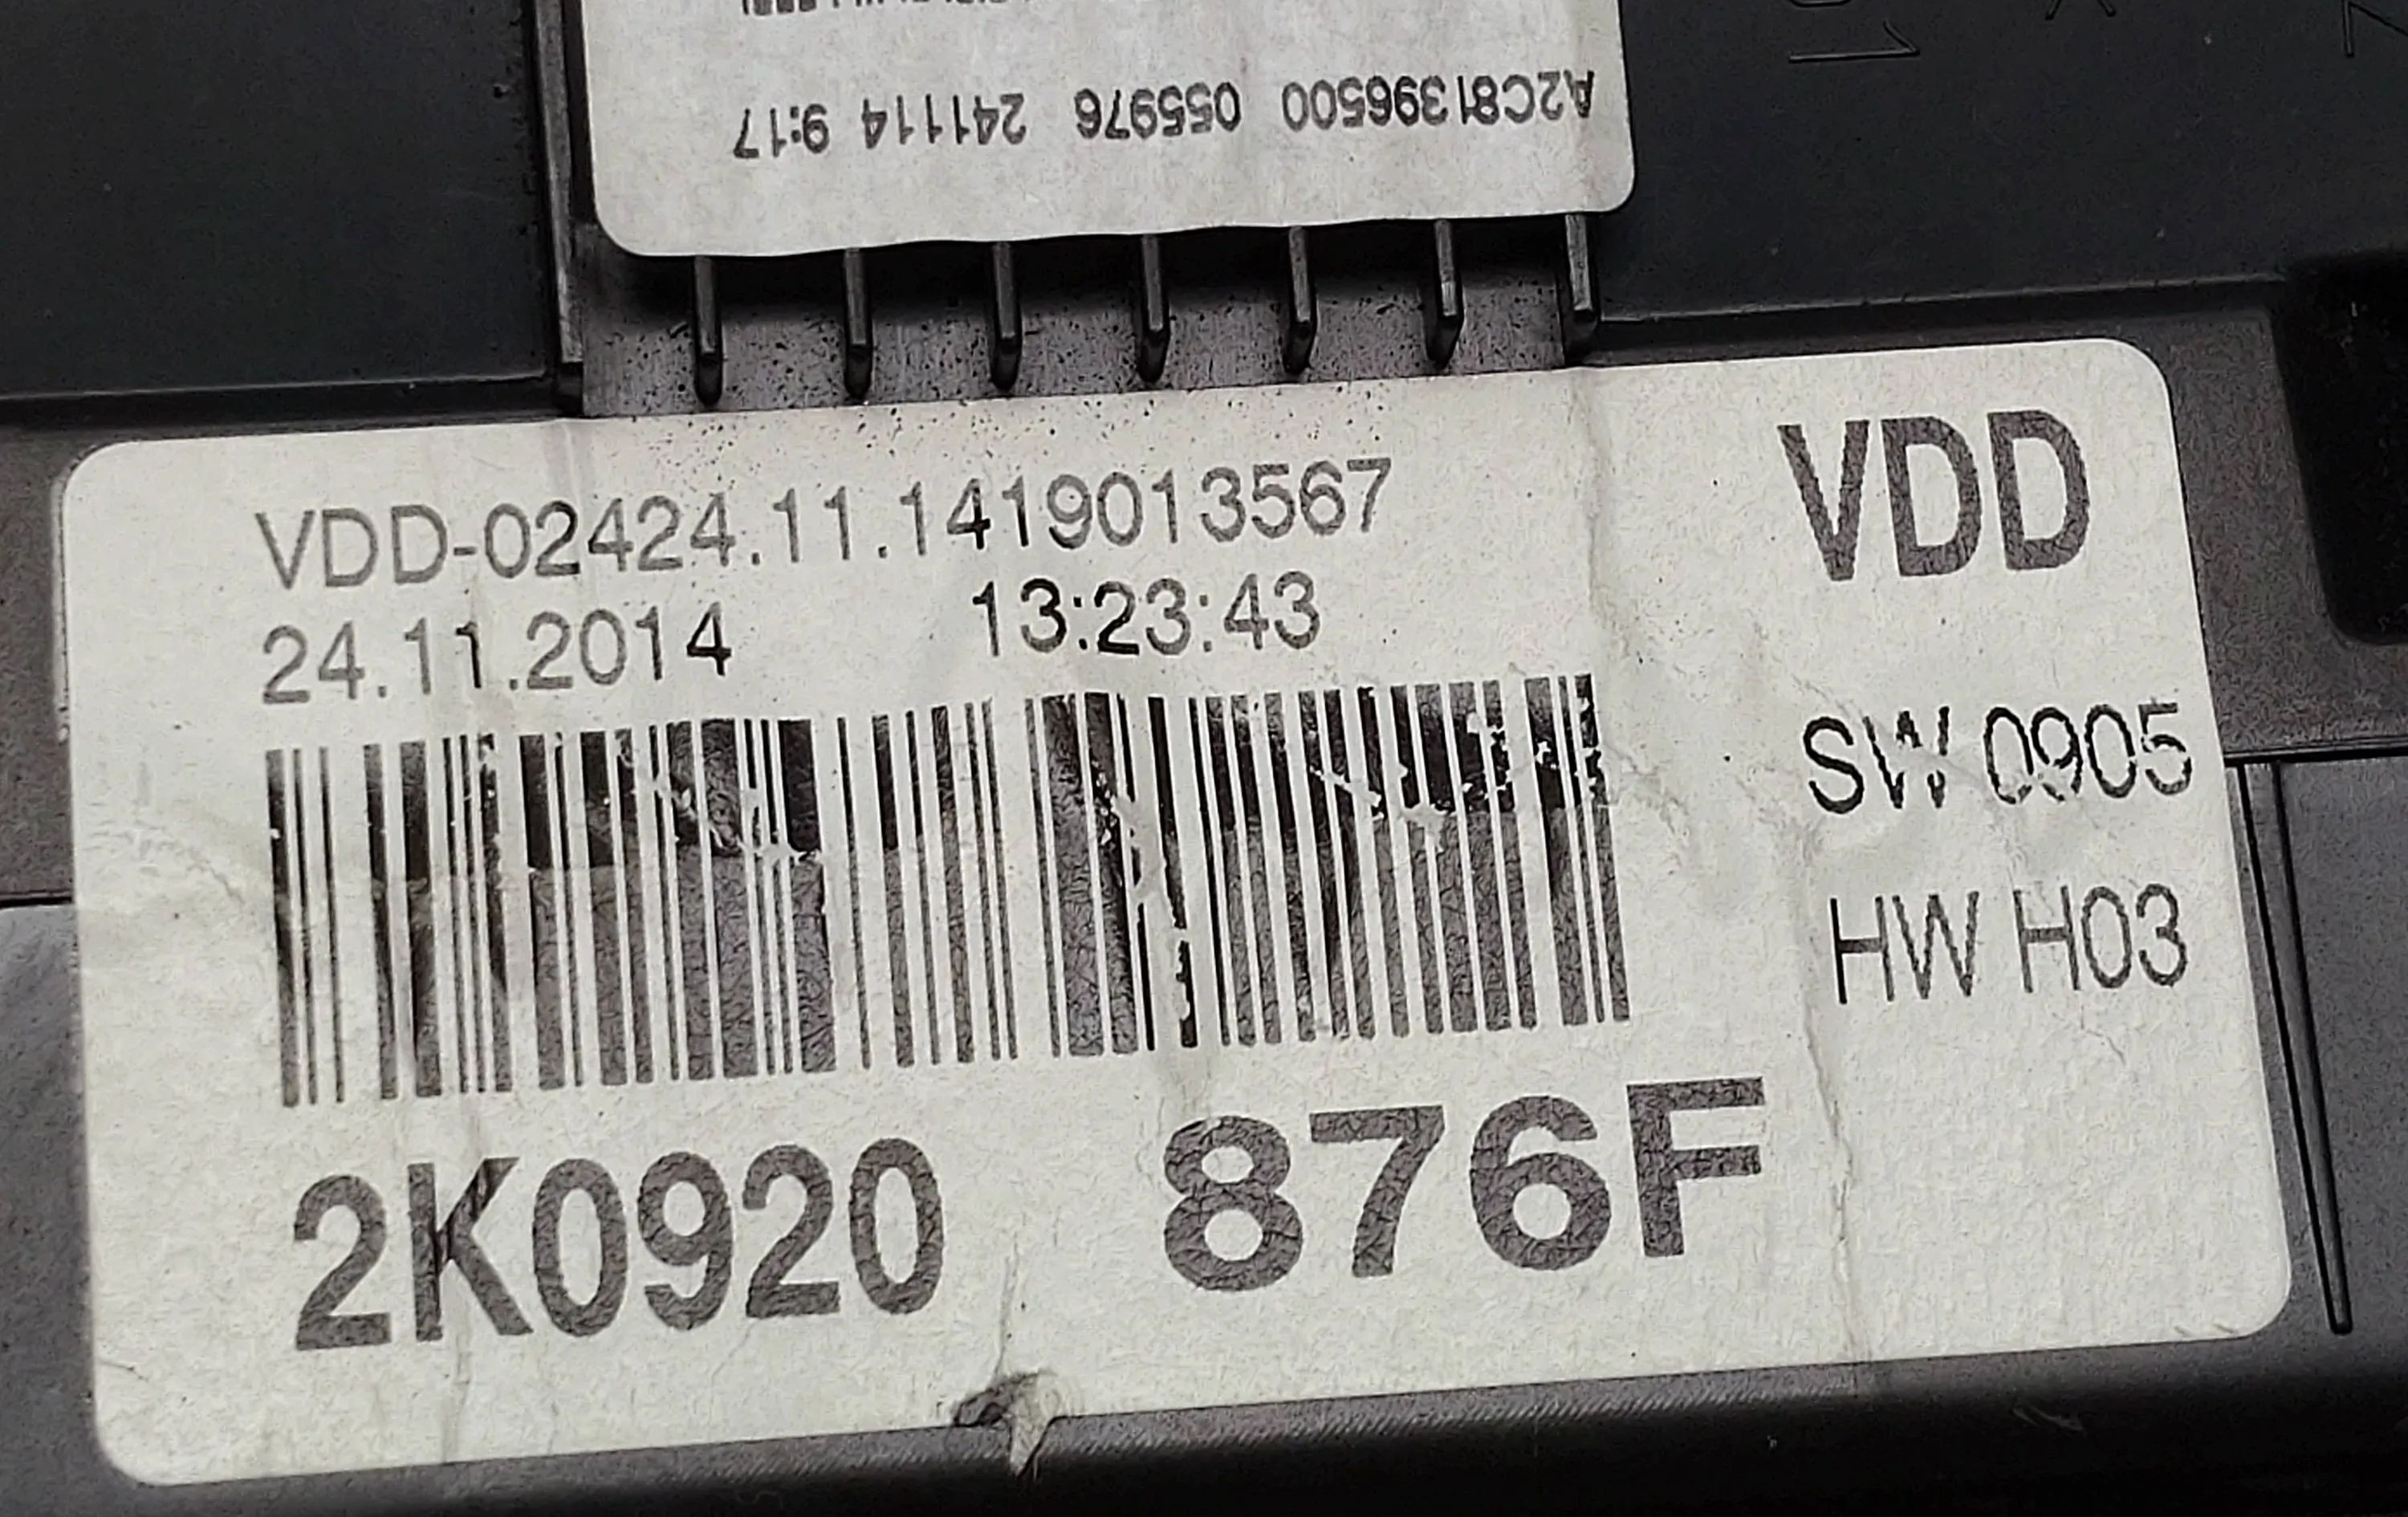 A2C81396500 055976 241114 9:17
VDD-02424.11.1419013567
24.11.2014 13:23:43
VDD
SW 0905
HW H03
2K0920 876F